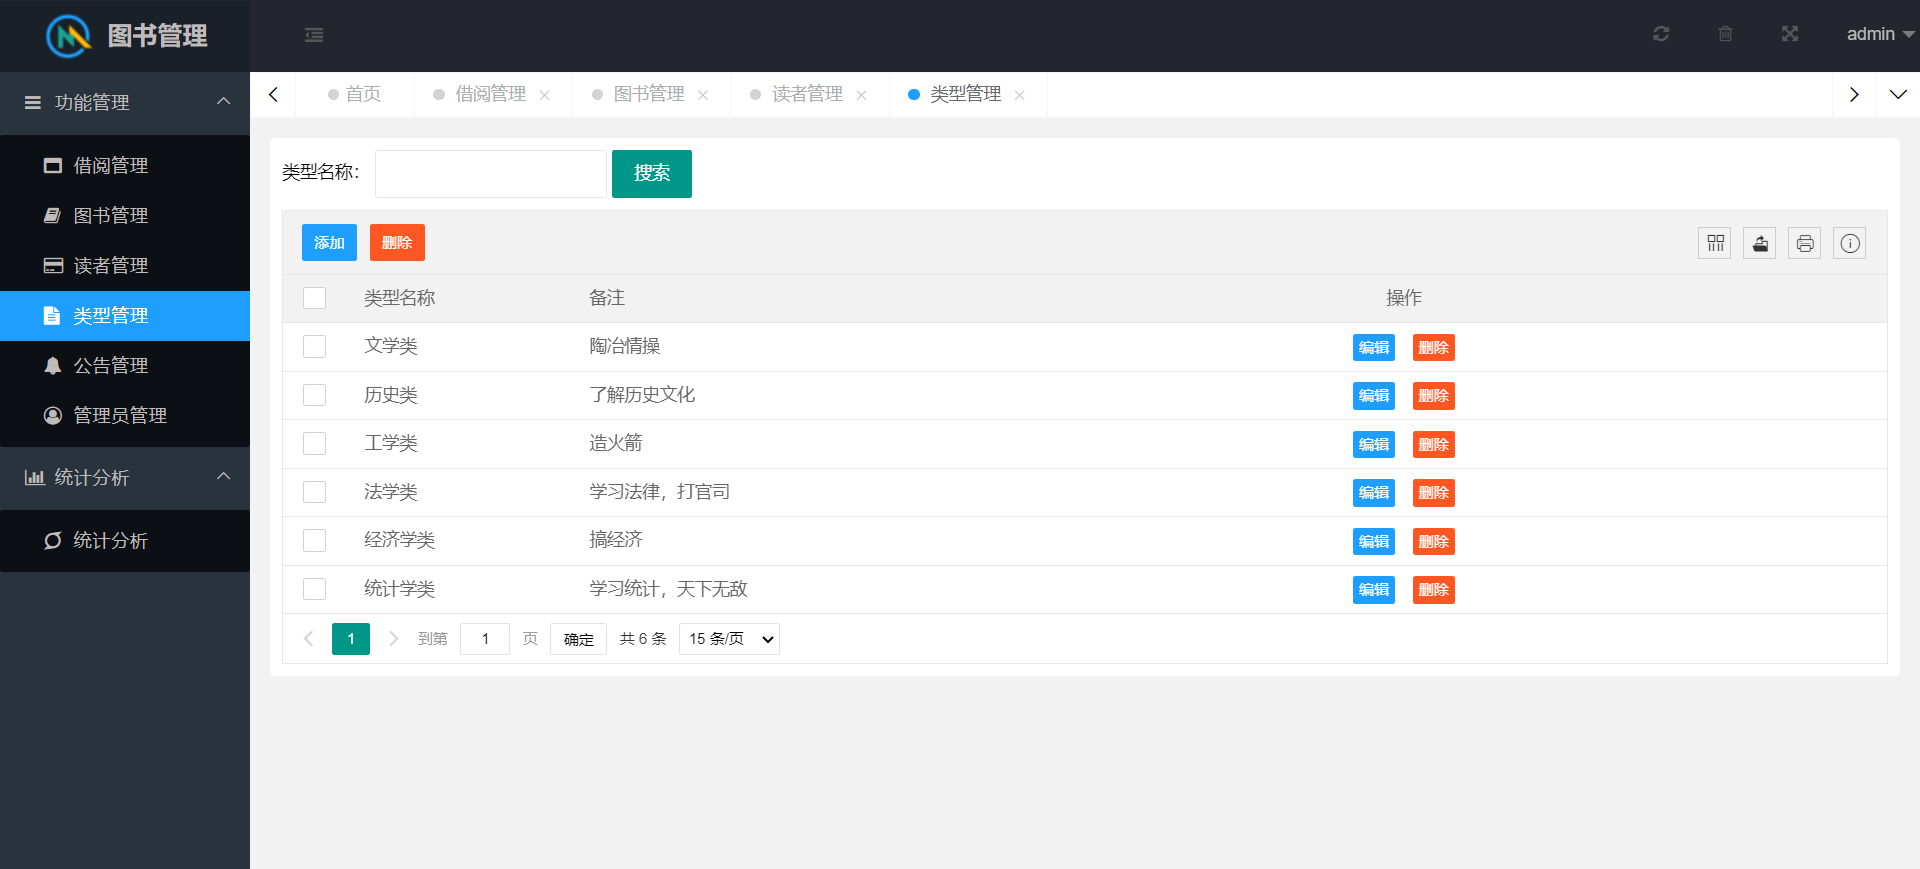 图书管理
admin
功能管理
借阅管理
图书管理
读者管理
类型管理
公告管理
管理员管理
统计分析
统计分析
首页 借阅管理 图书管理 读者管理 类型管理
类型名称： 搜索
添加 删除
类型名称 备注 操作
文学类 陶冶情操 编辑 删除
历史类 了解历史文化 编辑 删除
工学类 造火箭 编辑 删除
法学类 学习法律，打官司 编辑 删除
经济学类 搞经济 编辑 删除
统计学类 学习统计，天下无敌 编辑 删除
1 到第 1 页 确定 共 6 条 15 条/页